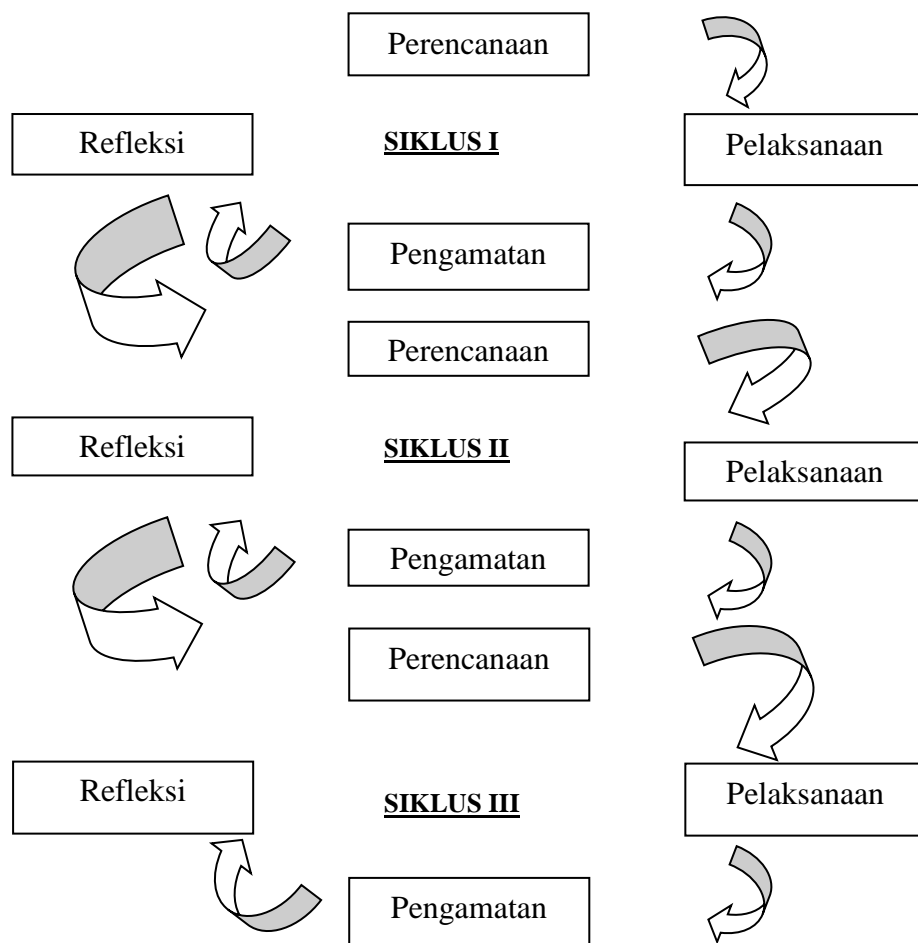 Perencanaan
Refleksi
SIKLUS I
Pelaksanaan
Pengamatan
Perencanaan
Refleksi
SIKLUS II
Pelaksanaan
Pengamatan
Perencanaan
Refleksi
SIKLUS III
Pelaksanaan
Pengamatan